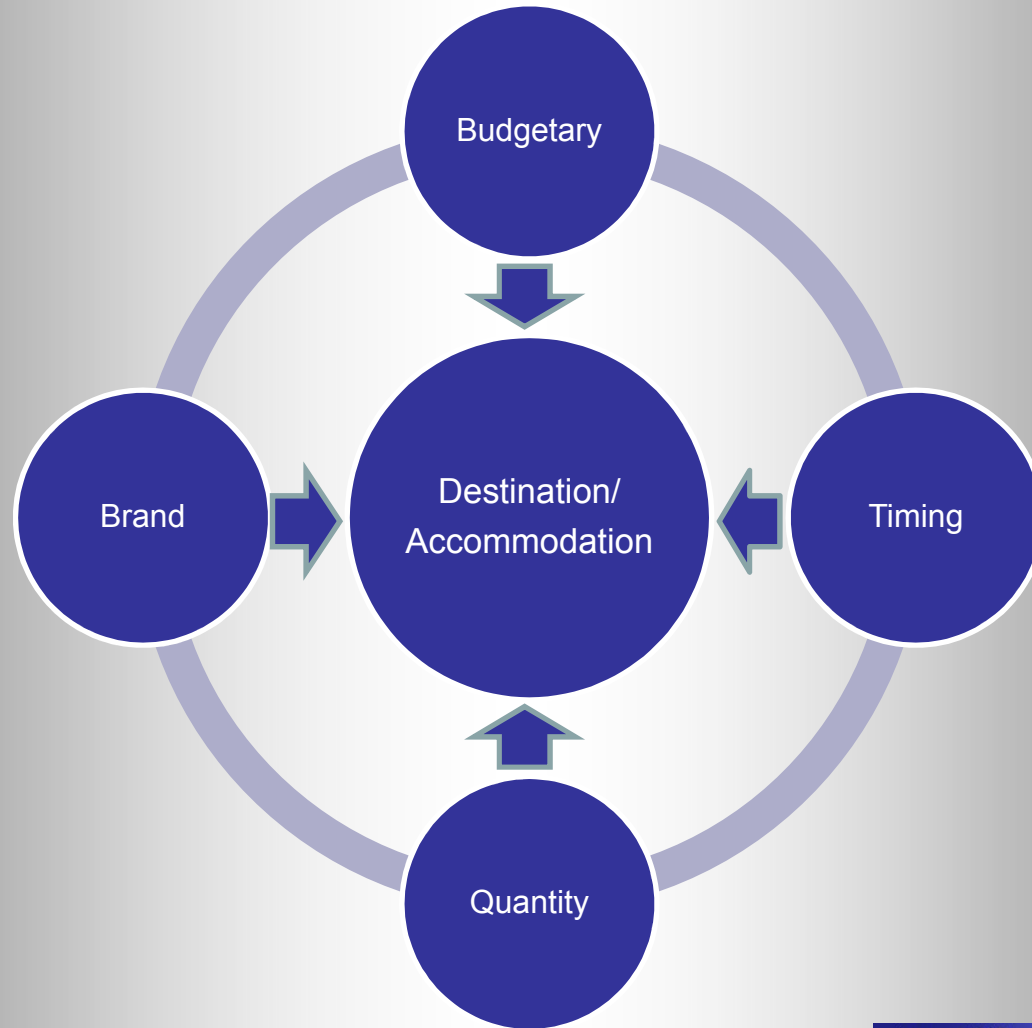 Budgetary
Brand
Destination/
Accommodation
Timing
Quantity